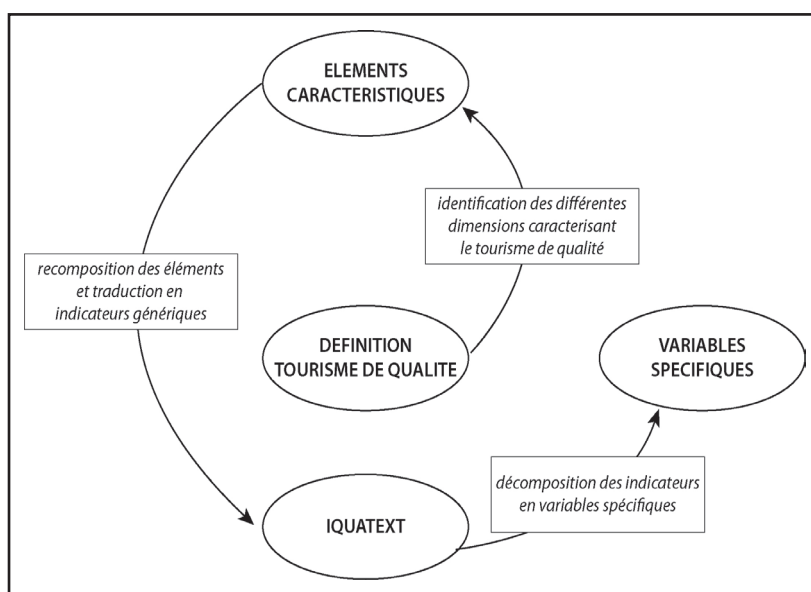 ELEMENTS
CARACTERISTIQUES
identification des différentes
dimensions caracterisant
le tourisme de qualité
recomposition des éléments
et traduction en
indicateurs génériques
DEFINITION
TOURISME DE QUALITE
VARIABLES
SPECIFIQUES
décomposition des indicateurs
en variables spécifiques
IQUATEXT